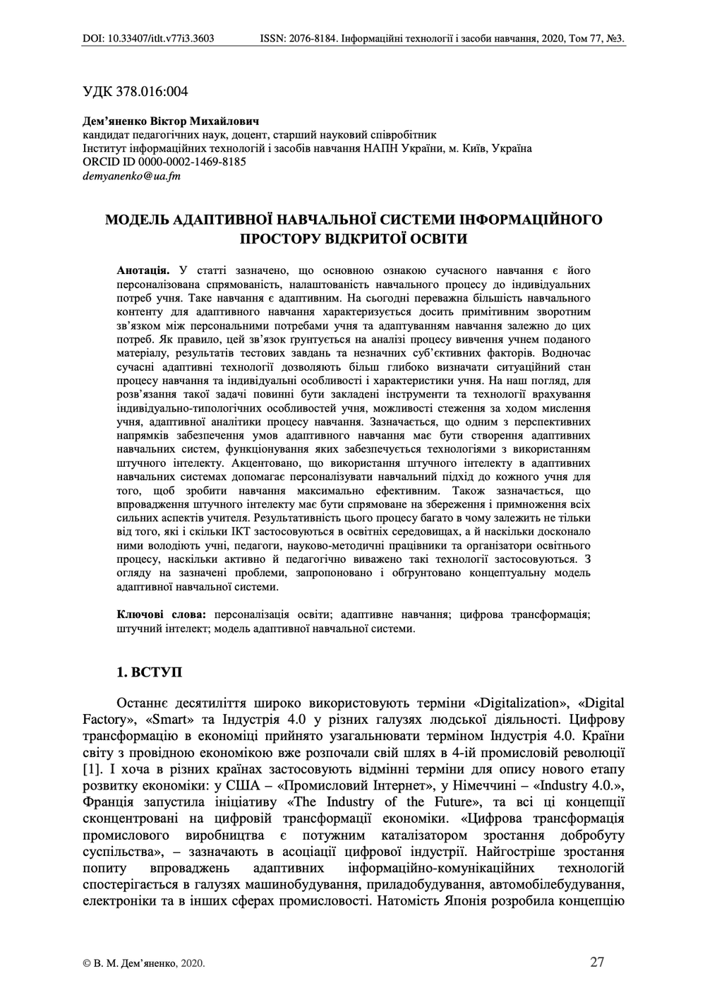 DOI: 10.33407/itlt.v77i3.3603 ISSN: 2076-8184. Інформаційні технології і засоби навчання, 2020, Том 77, №3.
УДК 378.016:004
Дем’яненко Віктор Михайлович
кандидат педагогічних наук, доцент, старший науковий співробітник
Інститут інформаційних технологій і засобів навчання НАПН України, м. Київ, Україна
ORCID ID 0000-0002-1469-8185
demyanenko@ua.fm
МОДЕЛЬ АДАПТИВНОЇ НАВЧАЛЬНОЇ СИСТЕМИ ІНФОРМАЦІЙНОГО
ПРОСТОРУ ВІДКРИТОЇ ОСВІТИ
Анотація. У статті зазначено, що основною ознакою сучасного навчання є його
персоналізована спрямованість, налаштованість навчального процесу до індивідуальних
потреб учня. Таке навчання є адаптивним. На сьогодні переважна більшість навчального
контенту для адаптивного навчання характеризується досить примітивним зворотним
зв’язком між персональними потребами учня та адаптуванням навчання залежно до цих
потреб. Як правило, цей зв’язок ґрунтується на аналізі процесу вивчення учнем поданого
матеріалу, результатів тестових завдань та незначних суб’єктивних факторів. Водночас
сучасні адаптивні технології дозволяють більш глибоко визначати ситуаційний стан
процесу навчання та індивідуальні особливості і характеристики учня. На наш погляд, для
розв’язання такої задачі повинні бути закладені інструменти та технології врахування
індивідуально-типологічних особливостей учня, можливості стеження за ходом мислення
учня, адаптивної аналітики процесу навчання. Зазначається, що одним з перспективних
напрямків забезпечення умов адаптивного навчання має бути створення адаптивних
навчальних систем, функціонування яких забезпечується технологіями з використанням
штучного інтелекту. Акцентовано, що використання штучного інтелекту в адаптивних
навчальних системах допомагає персоналізувати навчальний підхід до кожного учня для
того, щоб зробити навчання максимально ефективним. Також зазначається, що
впровадження штучного інтелекту має бути спрямоване на збереження і примноження всіх
сильних аспектів учителя. Результативність цього процесу багато в чому залежить не тільки
від того, які і скільки ІКТ застосовуються в освітніх середовищах, а й наскільки досконало
ними володіють учні, педагоги, науково-методичні працівники та організатори освітнього
процесу, наскільки активно й педагогічно виважено такі технології застосовуються. З
огляду на зазначені проблеми, запропоновано і обґрунтовано концептуальну модель
адаптивної навчальної системи.
Ключові слова: персоналізація освіти; адаптивне навчання; цифрова трансформація;
штучний інтелект; модель адаптивної навчальної системи.
1. ВСТУП
Останнє десятиліття широко використовують терміни «Digitalization», «Digital
Factory», «Smart» та Індустрія 4.0 у різних галузях людської діяльності. Цифрову
трансформацію в економіці прийнято узагальнювати терміном Індустрія 4.0. Країни
світу з провідною економікою вже розпочали свій шлях в 4-ій промисловій революції
[1]. І хоча в різних країнах застосовують відмінні терміни для опису нового етапу
розвитку економіки: у США – «Промисловий Інтернет», у Німеччині – «Industry 4.0.»,
Франція запустила ініціативу «The Industry of the Future», та всі ці концепції
сконцентровані на цифровій трансформації економіки. «Цифрова трансформація
промислового виробництва є потужним каталізатором зростання добробуту
суспільства», – зазначають в асоціації цифрової індустрії. Найгостріше зростання
попиту впроваджень адаптивних інформаційно-комунікаційних технологій
спостерігається в галузях машинобудування, приладобудування, автомобілебудування,
електроніки та в інших сферах промисловості. Натомість Японія розробила концепцію
© В. М. Дем’яненко, 2020. 27